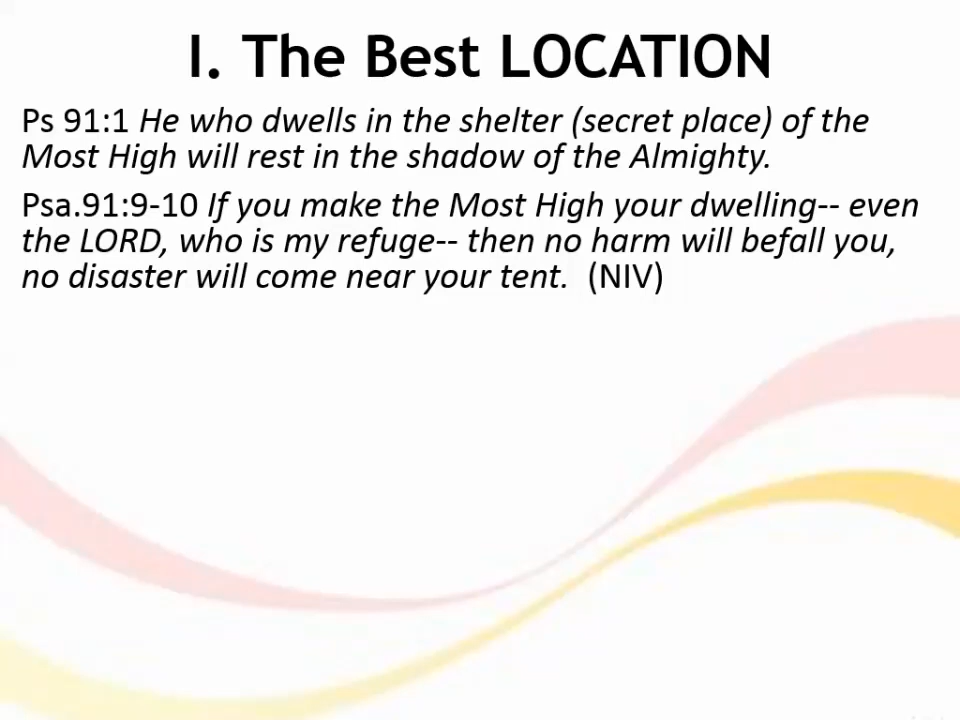 I. The Best LOCATION
Ps 91:1 He who dwells in the shelter (secret place) of the
Most High will rest in the shadow of the Almighty.
Psa.91:9-10 If you make the Most High your dwelling-- even
the LORD, who is my refuge-- then no harm will befall you,
no disaster will come near your tent.  (NIV)